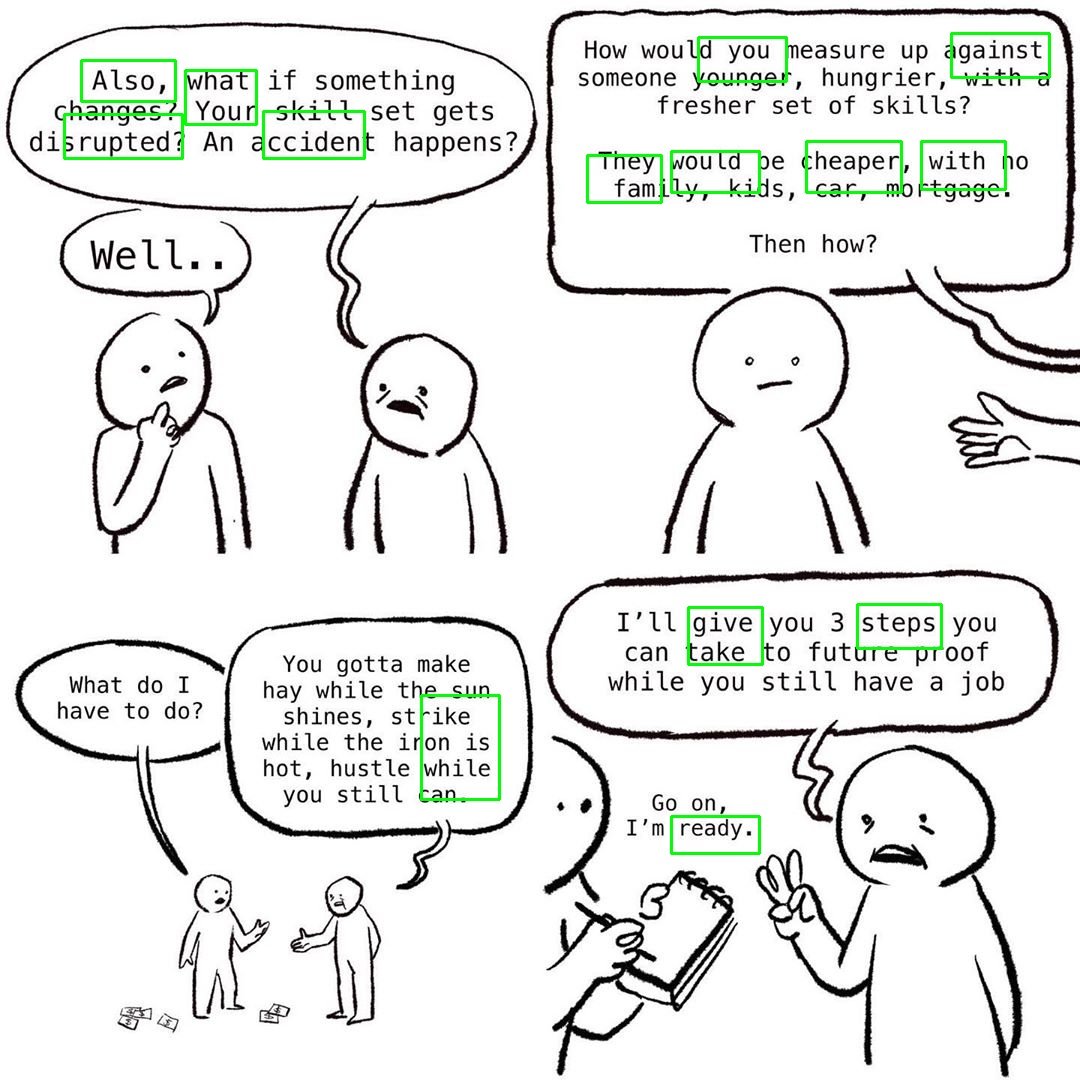 Also, what if something
changes? Your skill set gets
disrupted? An accident happens?
Well..
How would you measure up against
someone younger, hungrier, with a
fresher set of skills?
They would be cheaper, with no
family, kids, car, mortgage.
Then how?
What do I
have to do?
You gotta make
hay while the sun
shines, strike
while the iron is
hot, hustle while
you still can.
I'll give you 3 steps you
can take to future proof
while you still have a job
Go on,
I'm ready.